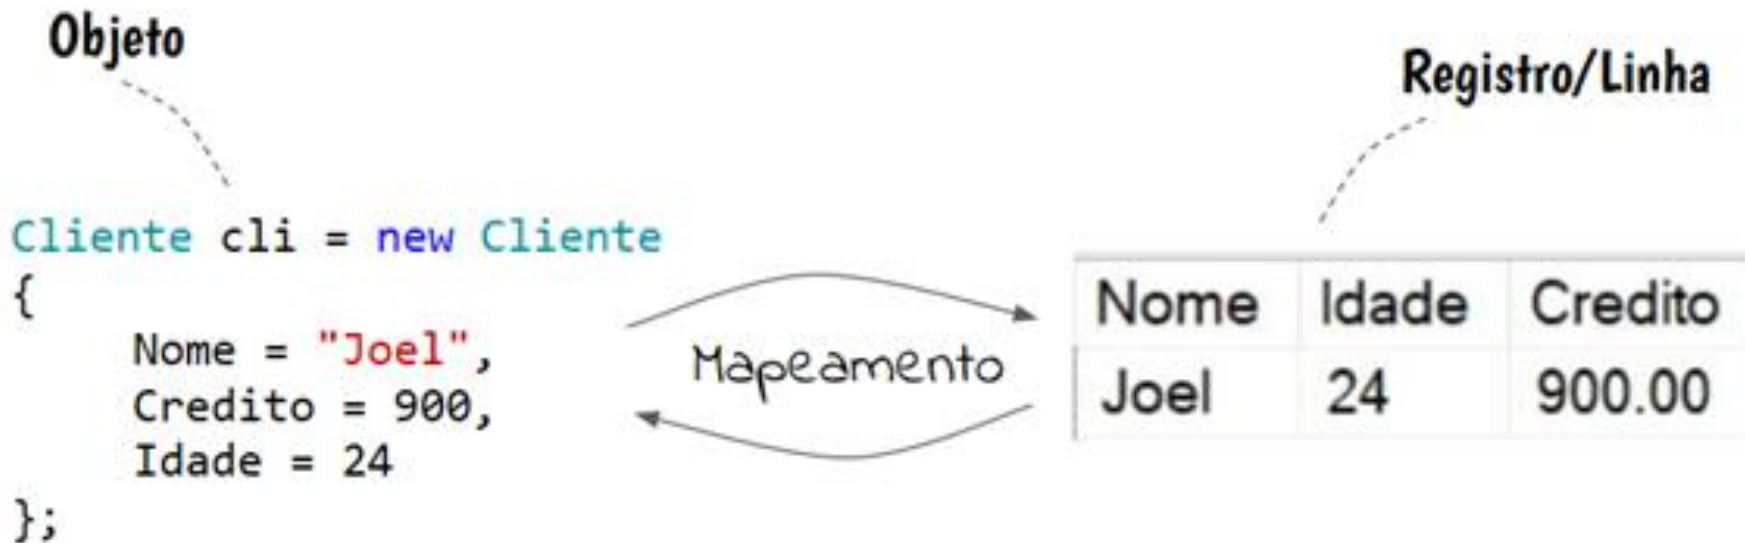 Objeto
Registro/Linha
Cliente cli = new Cliente
{
Nome = "Joel",
Credito = 900,
Idade = 24
};
Mapeamento
Nome Idade Credito
Joel 24 900.00